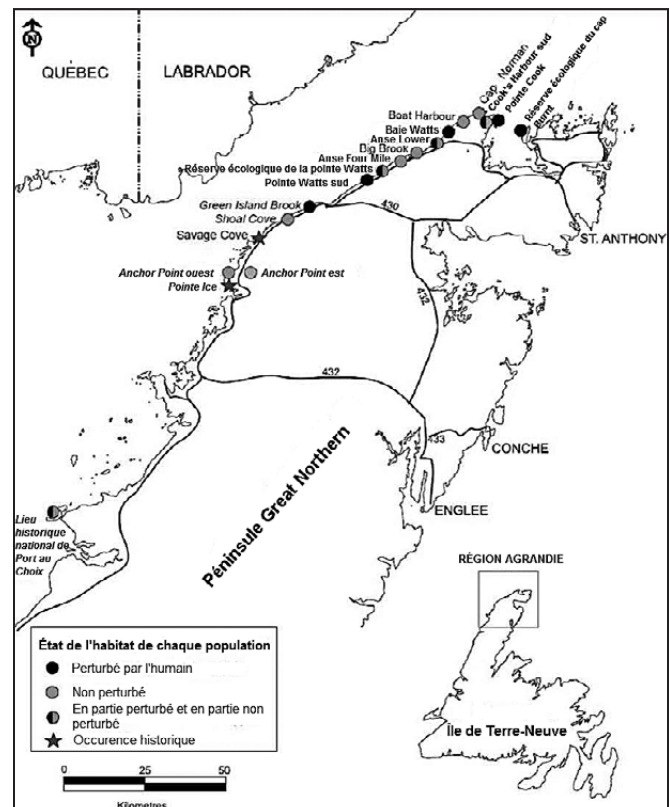 N
QUÉBEC
LABRADOR
Cap Norman
Cook's Harbour sud
Pointe Cook
Réserve écologique du cap
Burnt
Boat Harbour
Baie Watts
Anse Lower
Big Brook
Anse Four Mile
Réserve écologique de la pointe Watts
Pointe Watts sud
Green Island Brook
430
Shoal Cove
Savage Cove
ST. ANTHONY
Anchor Point ouest
Anchor Point est
Pointe Ice
432
432
433
CONCHE
ENGLEE
Péninsule Great Northern
Lieu
historique
national de
Port au
Choix
RÉGION AGRANDIE
Île de Terre-Neuve
État de l'habitat de chaque population
Perturbé par l'humain
Non perturbé
En partie perturbé et en partie non
perturbé
Occurence historique
0 25 50
Kilometres